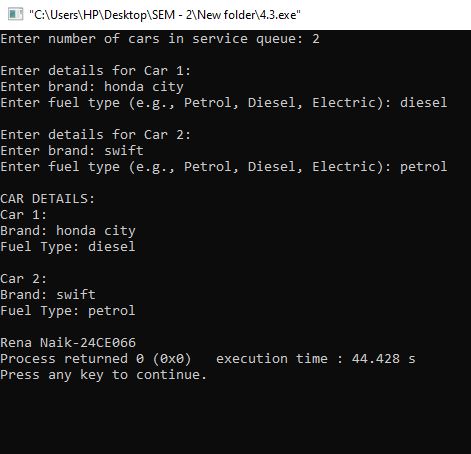 "C:\Users\HP\Desktop\SEM - 2\New folder\4.3.exe"
Enter number of cars in service queue: 2
Enter details for Car 1:
Enter brand: honda city
Enter fuel type (e.g., Petrol, Diesel, Electric): diesel
Enter details for Car 2:
Enter brand: swift
Enter fuel type (e.g., Petrol, Diesel, Electric): petrol
CAR DETAILS:
Car 1:
Brand: honda city
Fuel Type: diesel
Car 2:
Brand: swift
Fuel Type: petrol
Rena Naik-24CE066
Process returned 0 (0x0)   execution time : 44.428 s
Press any key to continue.